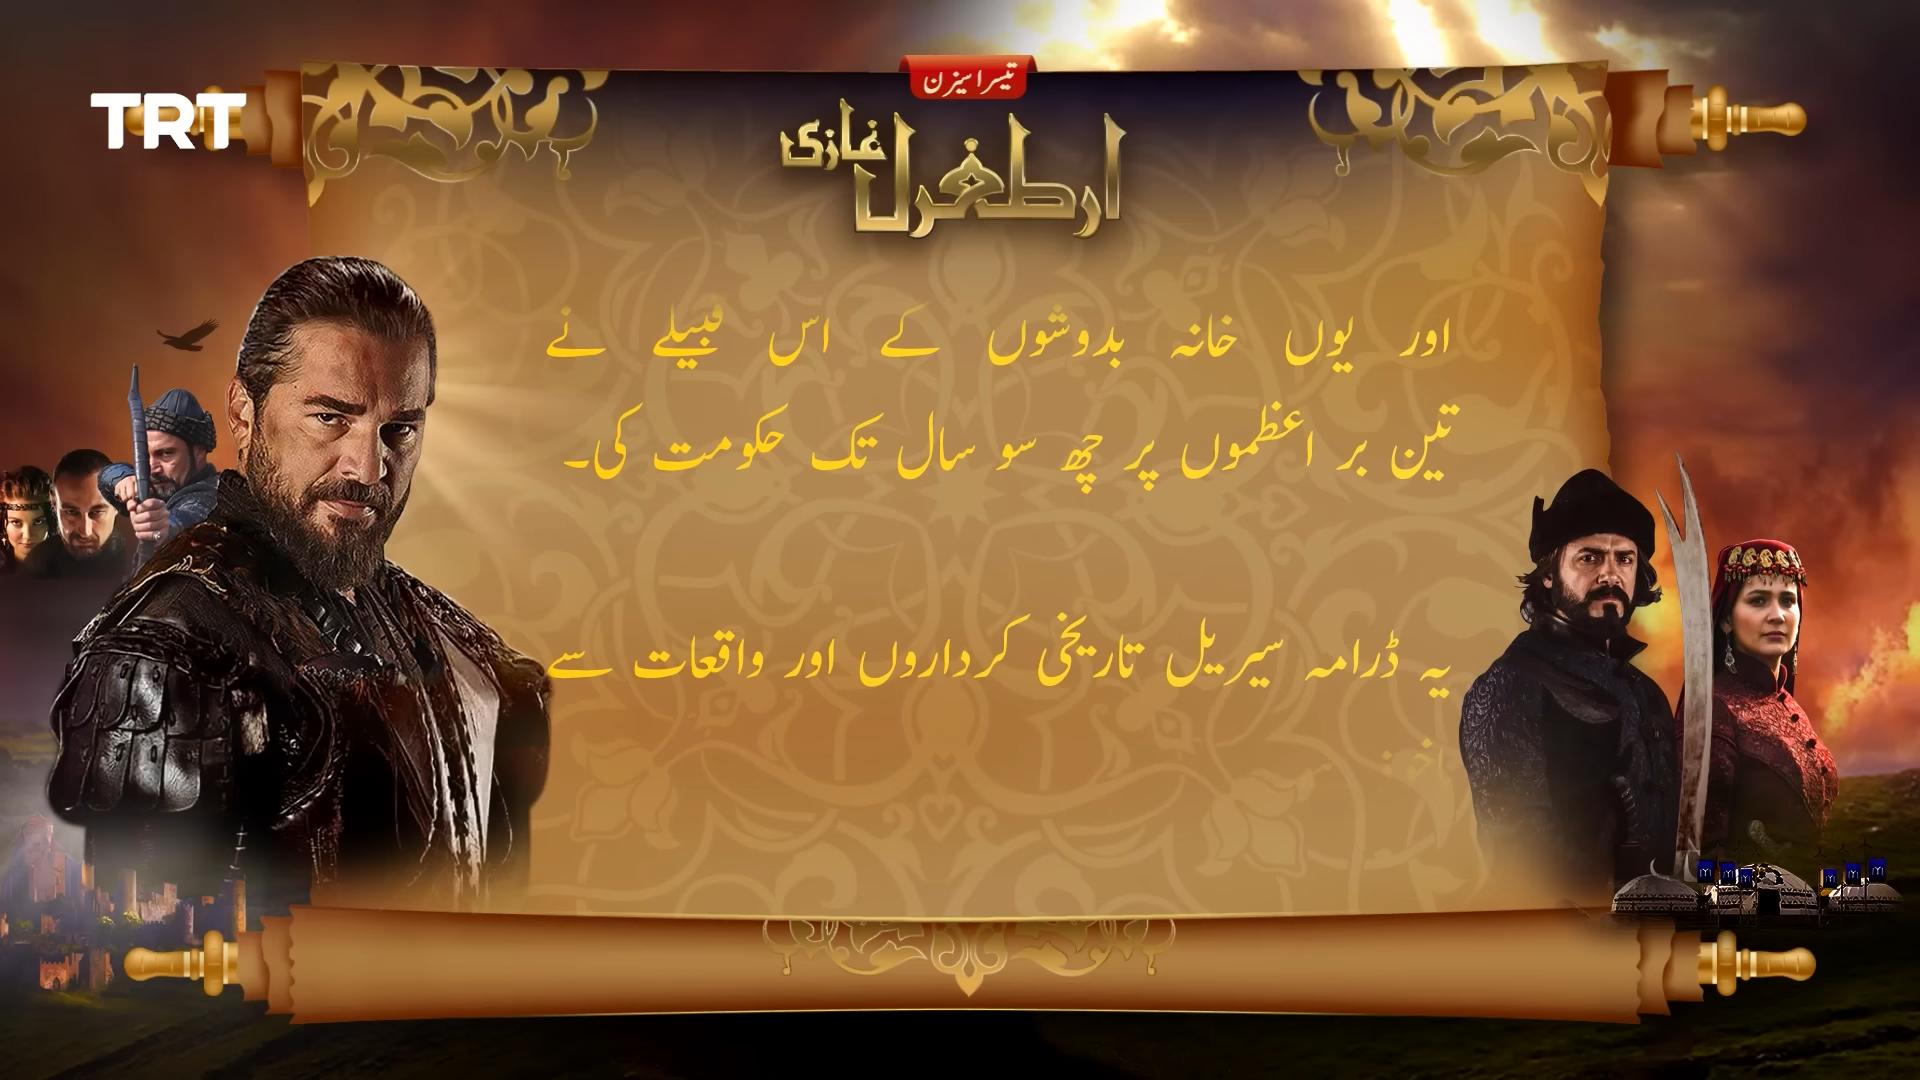 TRT
تیسرا سیزن
ارطغرل غازی
اور یوں خانہ بدوشوں کے اس قبیلے نے
تین بر اعظموں پر چھ سو سال تک حکومت کی۔
یہ ڈرامہ سیریل تاریخی کرداروں اور واقعات سے